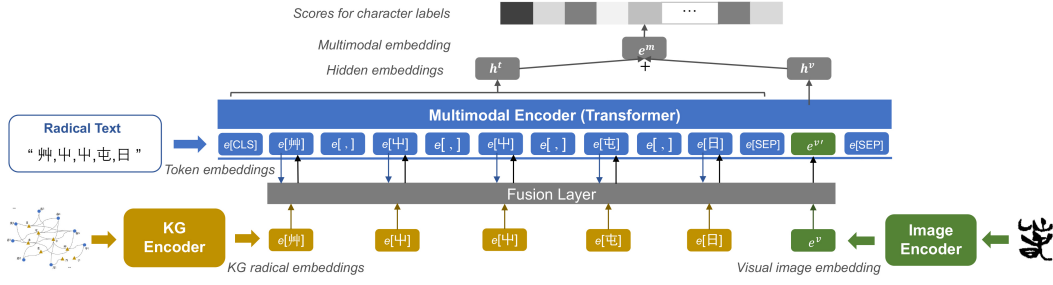 Scores for character labels
...
Multimodal embedding
e^m
Hidden embeddings
h^t
+
h^v
Multimodal Encoder (Transformer)
Radical Text
“ 艸,屮,屮,屯,日 ”
e[CLS] e[艸] e[ , ] e[屮] e[ , ] e[屮] e[ , ] e[屯] e[ , ] e[日] e[SEP] e^v' e[SEP]
Token embeddings
Fusion Layer
KG Encoder
e[艸] e[屮] e[屮] e[屯] e[日] e^v
Image Encoder
KG radical embeddings
Visual image embedding